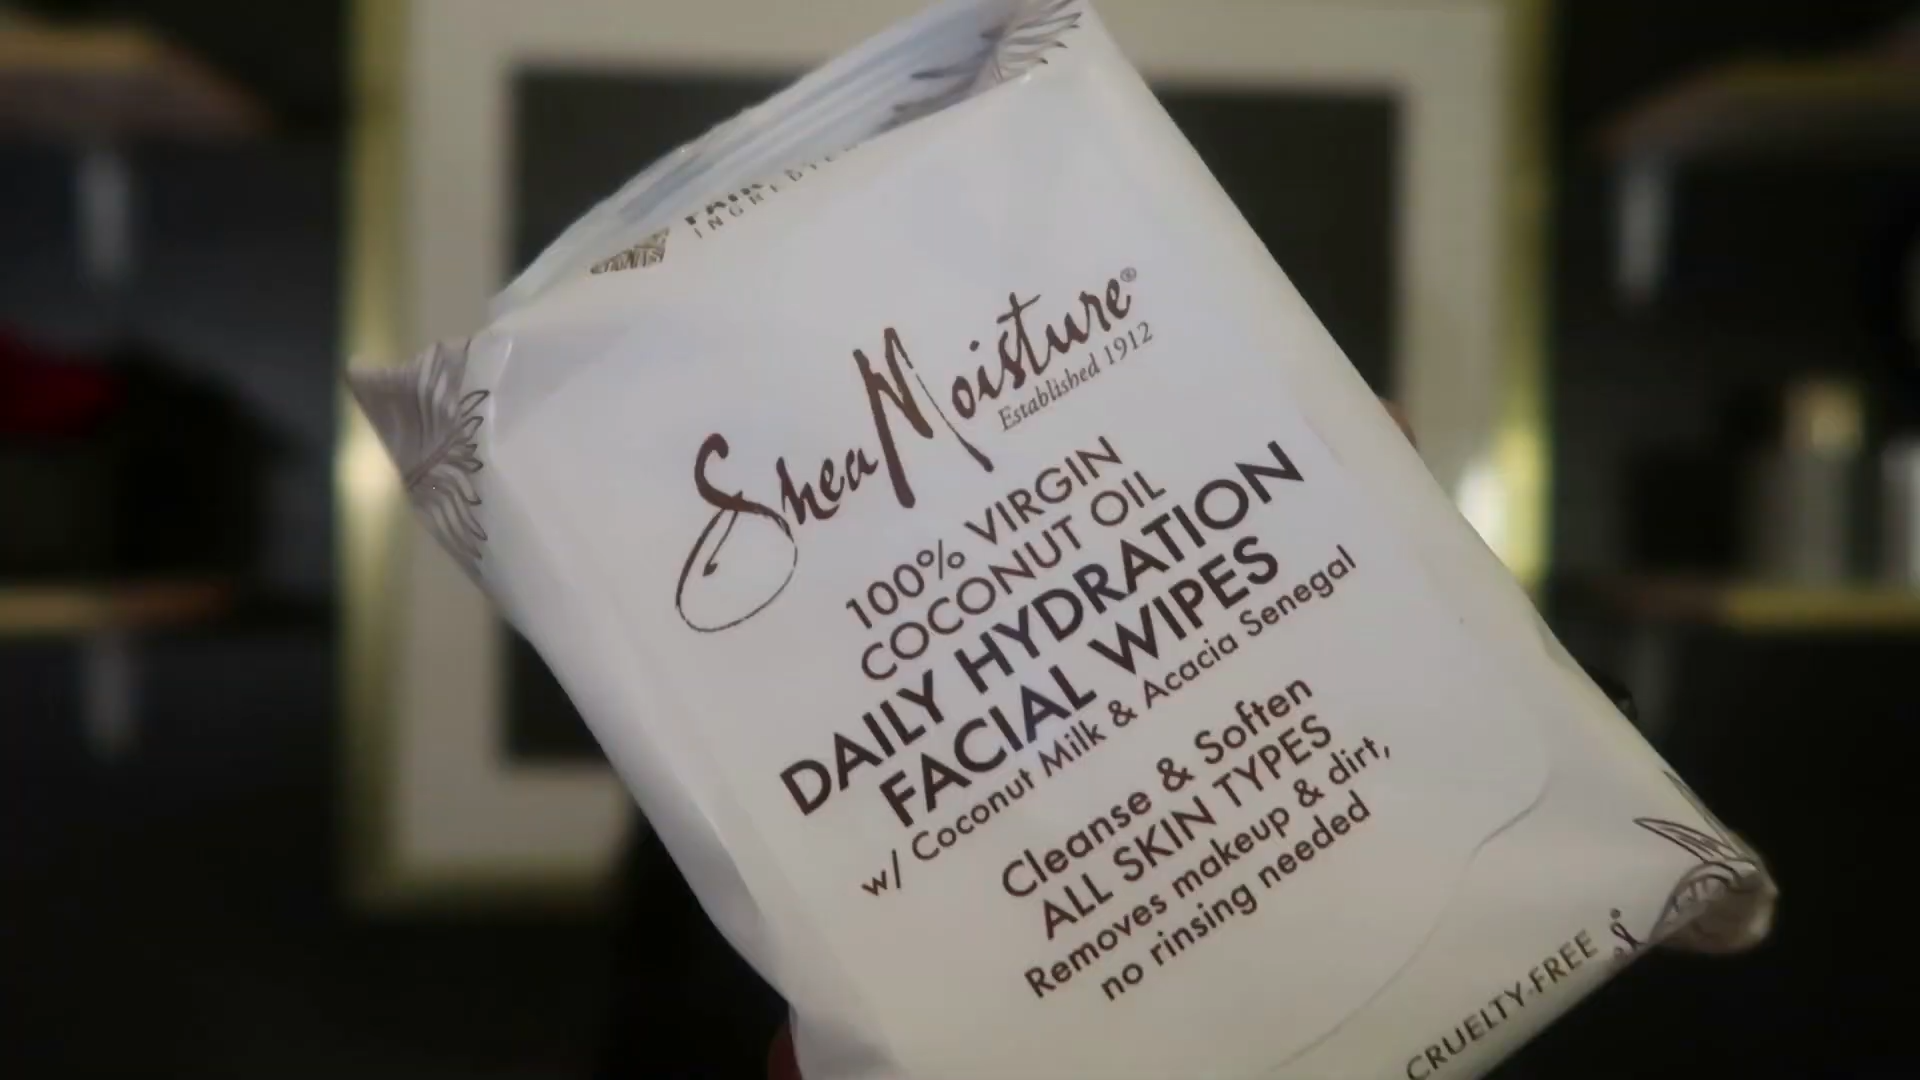 SheaMoisture®
Established 1912
100% VIRGIN
COCONUT OIL
DAILY HYDRATION
FACIAL WIPES
w/ Coconut Milk & Acacia Senegal
Cleanse & Soften
ALL SKIN TYPES
Removes makeup & dirt,
no rinsing needed
CRUELTY-FREE